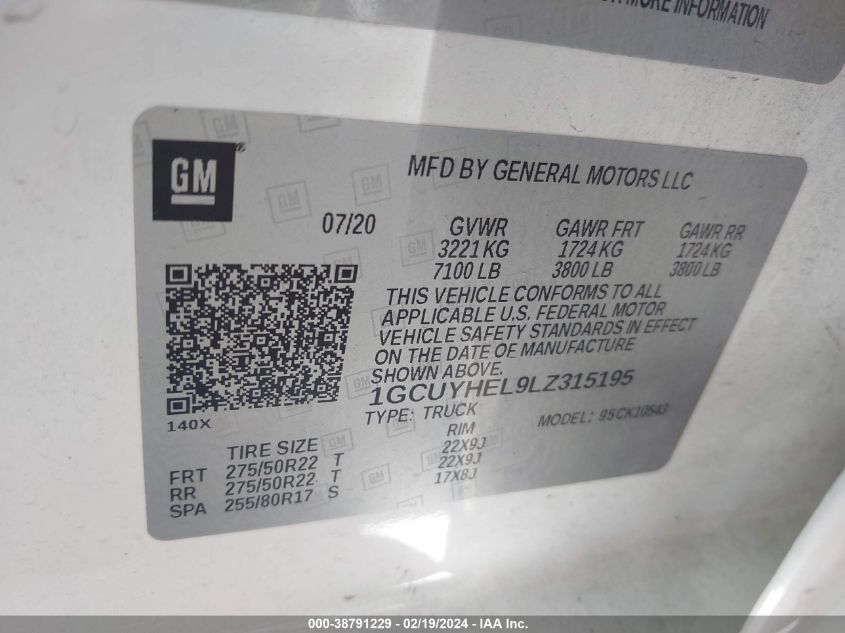 OR MORE INFORMATION
GM®
MFD BY GENERAL MOTORS LLC
07/20 GVWR GAWR FRT GAWR RR
3221 KG 1724 KG 1724 KG
7100 LB 3800 LB 3800 LB
THIS VEHICLE CONFORMS TO ALL
APPLICABLE U.S. FEDERAL MOTOR
VEHICLE SAFETY STANDARDS IN EFFECT
ON THE DATE OF MANUFACTURE
SHOWN ABOVE.
1GCUYHEL9LZ315195
TYPE: TRUCK MODEL: 95CK10543
140X
TIRE SIZE RIM
FRT 275/50R22 T 22X9J
RR 275/50R22 T 22X9J
SPA 255/80R17 S 17X8J
000-38791229 - 02/19/2024 - IAA Inc.